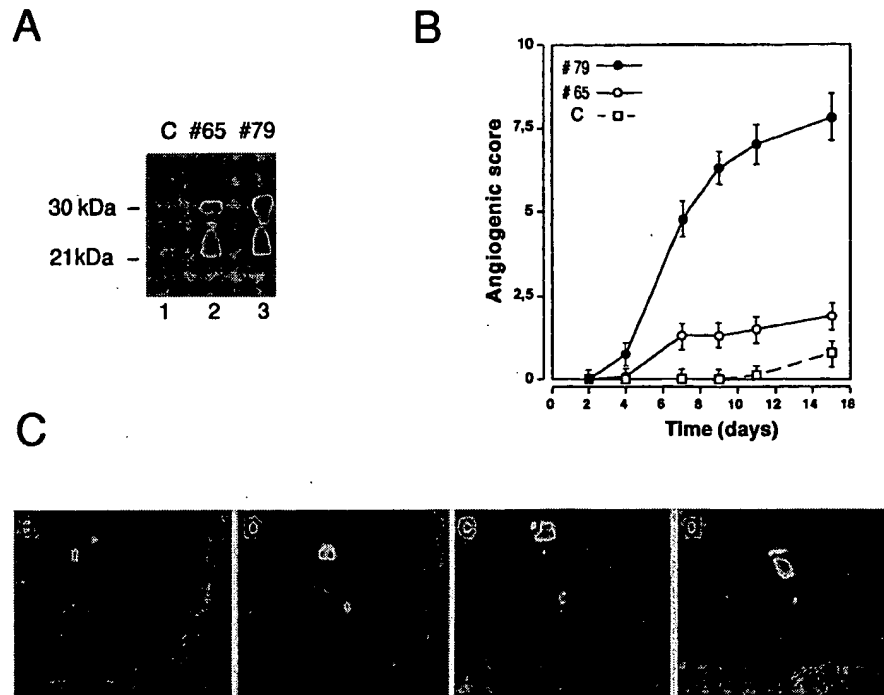 A
B
C #65 #79
30 kDa –
21kDa –
1 2 3
Angiogenic score
10
7,5
5
2,5
0
#79
#65
C
0 2 4 6 8 10 12 14 16 18
Time (days)
C